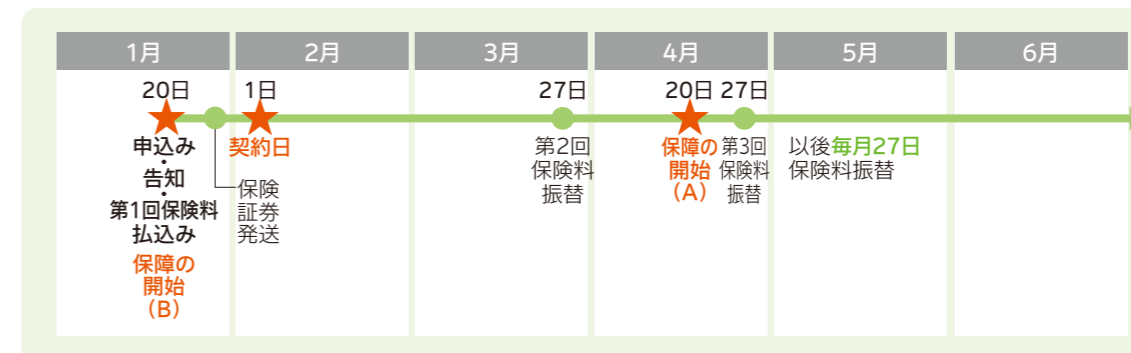 1月
2月
3月
4月
5月
6月
20日
申込み
・
告知
・
第1回保険料
払込み
保障の
開始
（B）
保険
証券
発送
1日
契約日
27日
第2回
保険料
振替
20日
保障の
開始
（A）
27日
第3回
保険料
振替
以後毎月27日
保険料振替